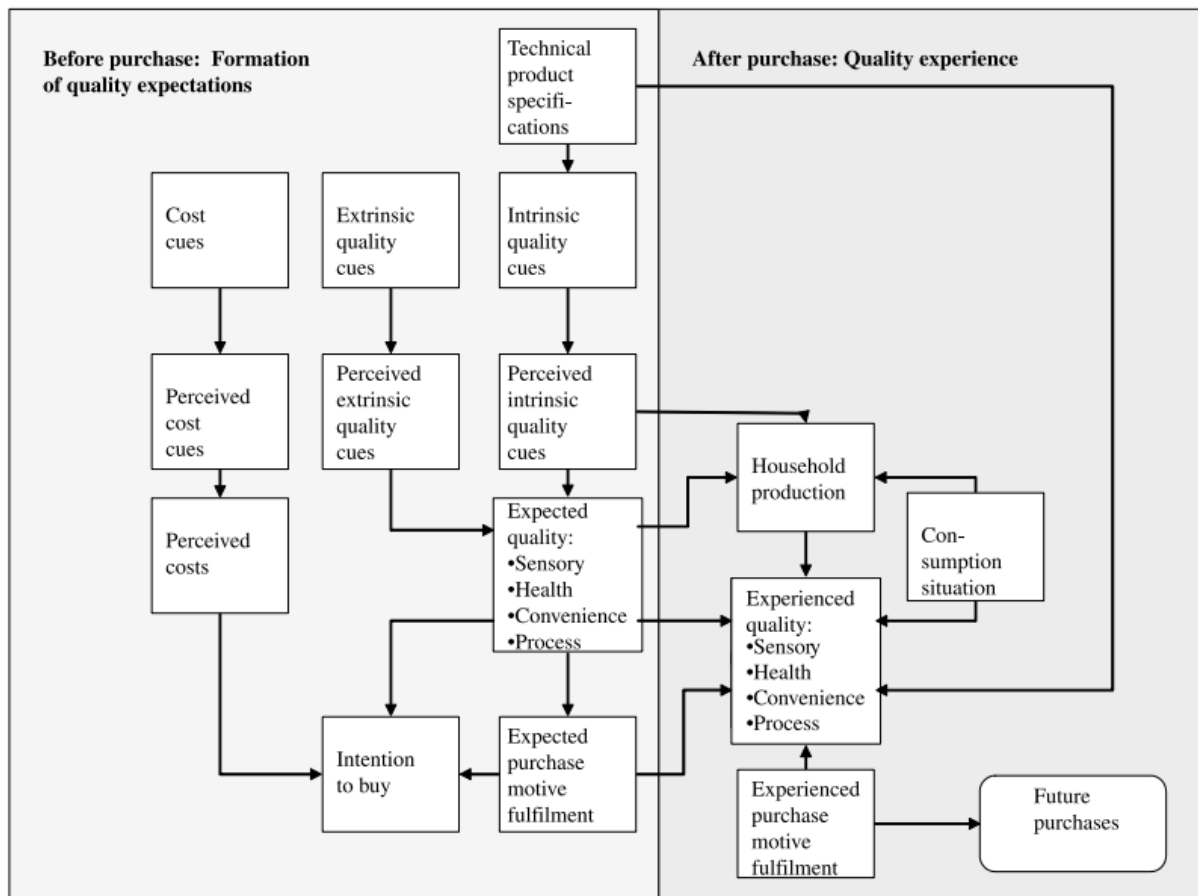 Before purchase: Formation
of quality expectations
After purchase: Quality experience
Technical
product
specifi-
cations
Cost
cues
Extrinsic
quality
cues
Intrinsic
quality
cues
Perceived
cost
cues
Perceived
extrinsic
quality
cues
Perceived
intrinsic
quality
cues
Household
production
Perceived
costs
Expected
quality:
•Sensory
•Health
•Convenience
•Process
Con-
sumption
situation
Experienced
quality:
•Sensory
•Health
•Convenience
•Process
Intention
to buy
Expected
purchase
motive
fulfilment
Experienced
purchase
motive
fulfilment
Future
purchases